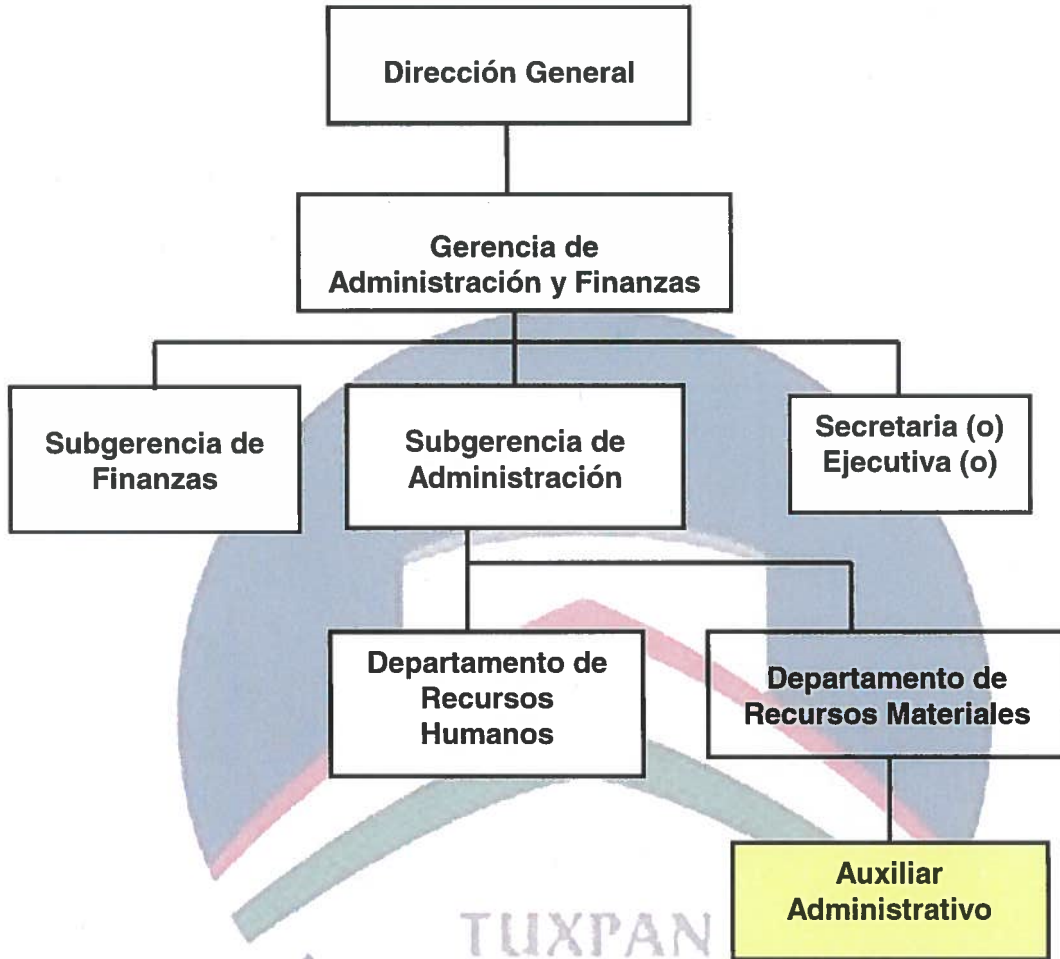 Dirección General
Gerencia de
Administración y Finanzas
Subgerencia de
Finanzas
Subgerencia de
Administración
Secretaria (o)
Ejecutiva (o)
Departamento de
Recursos
Humanos
Departamento de
Recursos Materiales
Auxiliar
Administrativo
TUXPAN